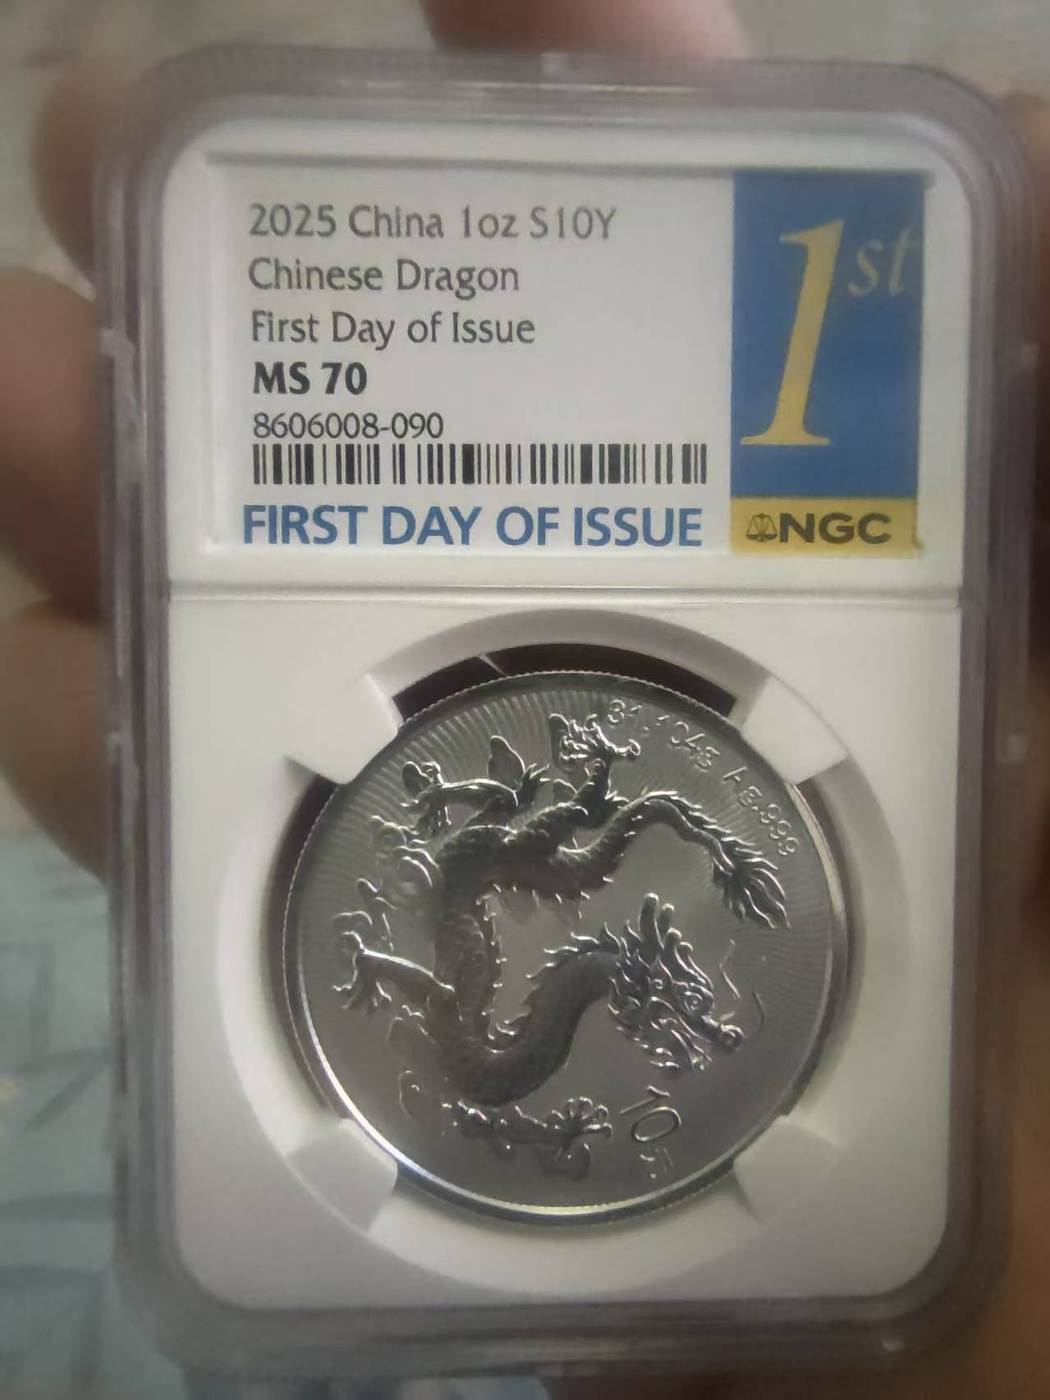 2025 China 1oz S10Y
Chinese Dragon
First Day of Issue
MS 70
8606008-090
FIRST DAY OF ISSUE
1st
NGC
31.104g Ag.999
10元